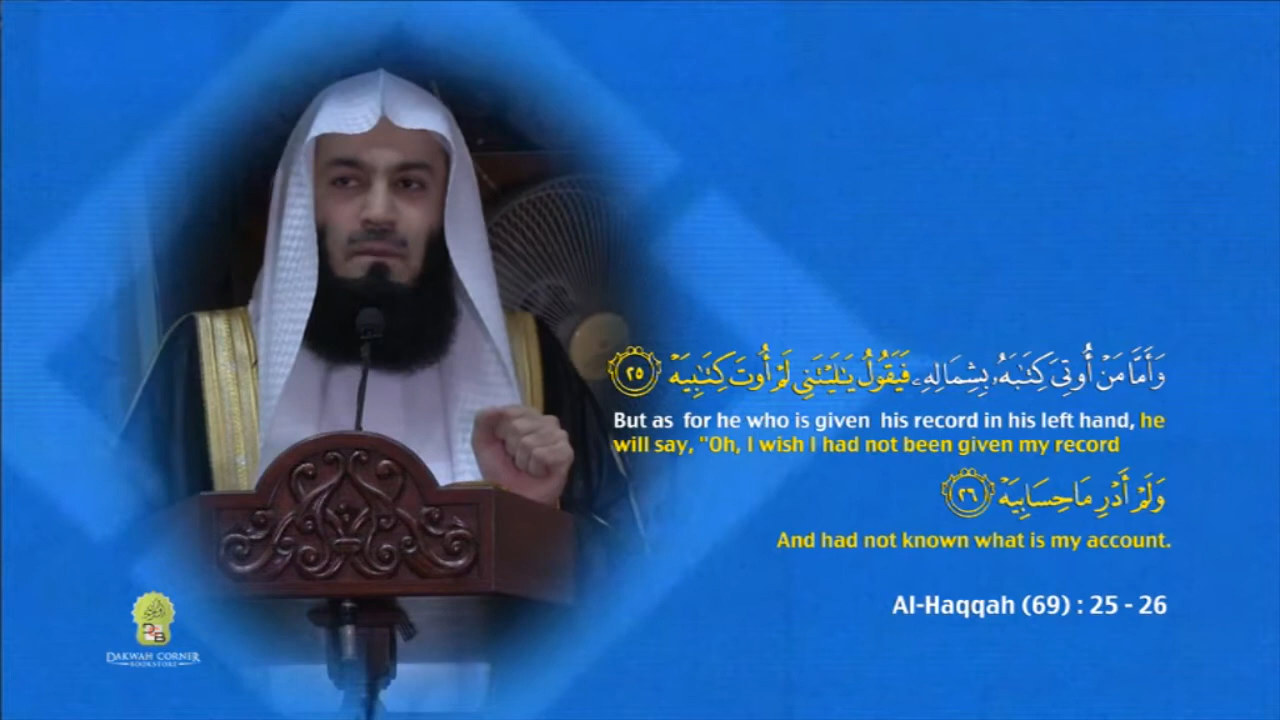 وَأَمَّا مَنْ أُوتِىَ كِتَٰبَهُۥ بِشِمَالِهِۦ فَيَقُولُ يَٰلَيْتَنِى لَمْ أُوتَ كِتَٰبِيَهْ ٢٥
But as for he who is given his record in his left hand, he
will say, "Oh, I wish I had not been given my record
وَلَمْ أَدْرِ مَا حِسَابِيَهْ ٢٦
And had not known what is my account.
Al-Haqqah (69) : 25 - 26
DAKWAH CORNER
BOOKSTORE